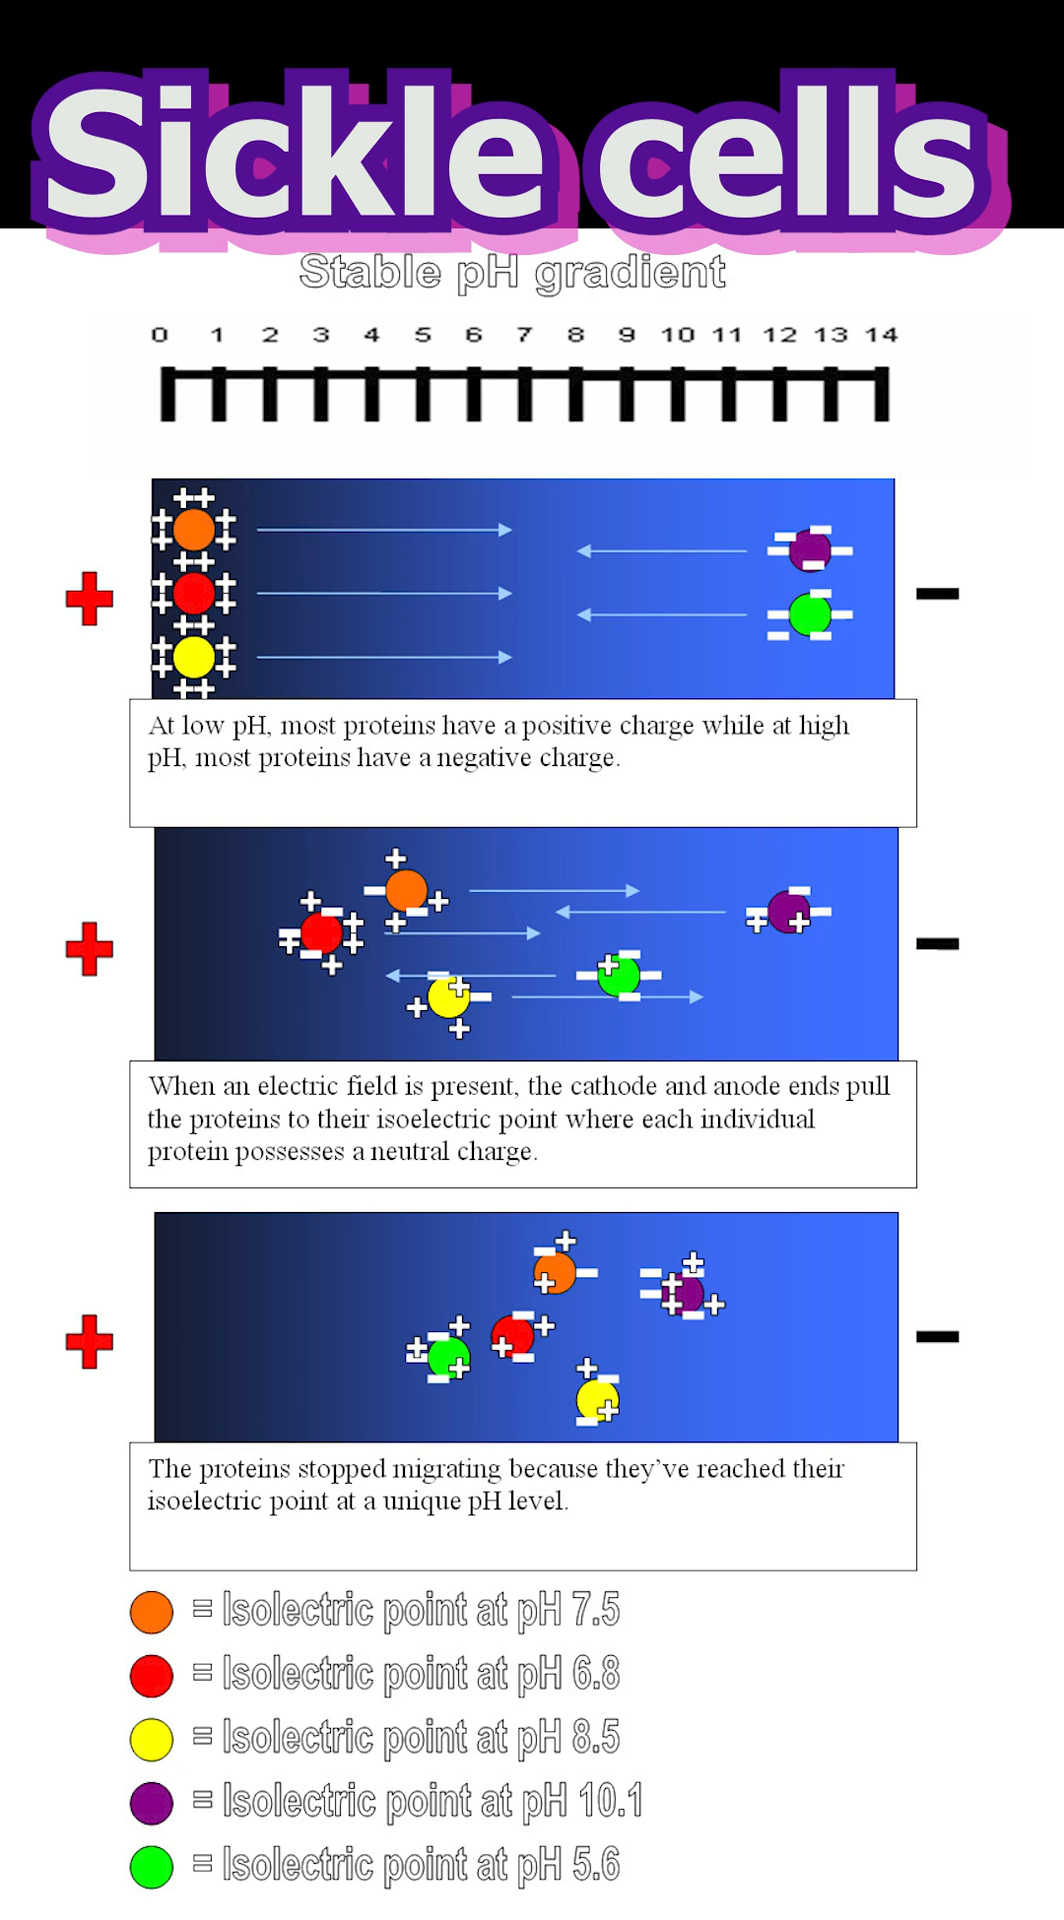 Sickle cells
Stable pH gradient
0 1 2 3 4 5 6 7 8 9 10 11 12 13 14
At low pH, most proteins have a positive charge while at high
pH, most proteins have a negative charge.
When an electric field is present, the cathode and anode ends pull
the proteins to their isoelectric point where each individual
protein possesses a neutral charge.
The proteins stopped migrating because they’ve reached their
isoelectric point at a unique pH level.
= Isolectric point at pH 7.5
= Isolectric point at pH 6.8
= Isolectric point at pH 8.5
= Isolectric point at pH 10.1
= Isolectric point at pH 5.6